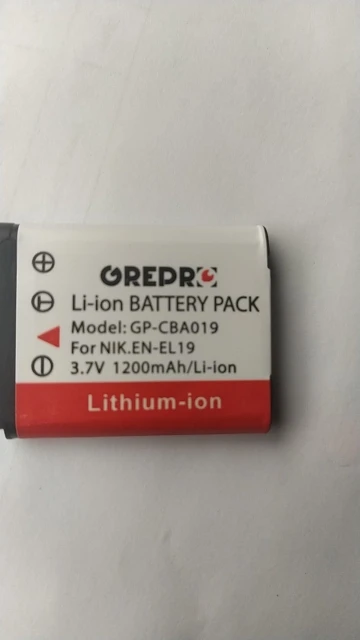 GREPRO
Li-ion BATTERY PACK
Model: GP-CBA019
For NIK.EN-EL19
3.7V 1200mAh/Li-ion
Lithium-ion